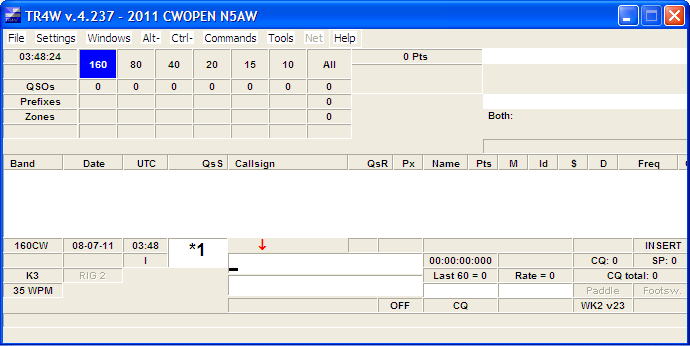 TR4W v.4.237 - 2011 CWOPEN N5AW
File Settings Windows Alt- Ctrl- Commands Tools Net Help
03:48:24 160 80 40 20 15 10 All 0 Pts
QSOs 0 0 0 0 0 0 0
Prefixes 0
Zones 0 Both:
Band Date UTC QsS Callsign QsR Px Name Pts M Id $ D Freq
160CW 08-07-11 03:48 *1 ↓ INSERT
I 00:00:00:000 CQ: 0 SP: 0
K3 RIG 2 Last 60 = 0 Rate = 0 CQ total: 0
35 WPM Paddle Footsw.
OFF CQ WK2 v23